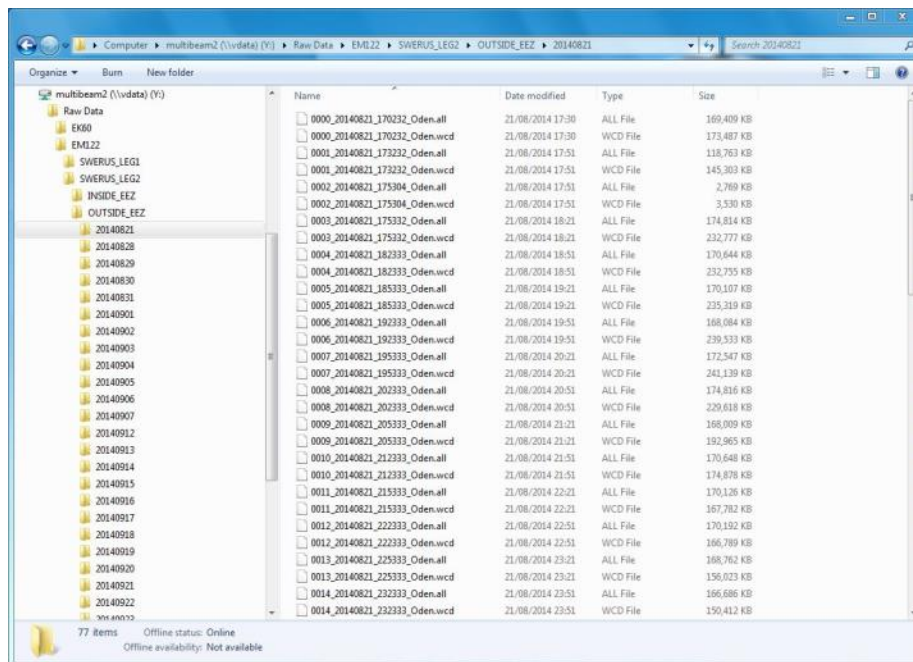 Computer ▸ multibeam2 (\\vdata) (Y:) ▸ Raw Data ▸ EM122 ▸ SWERUS_LEG2 ▸ OUTSIDE_EEZ ▸ 20140821
Search 20140821
Organize Burn New folder
multibeam2 (\\vdata) (Y:)
Raw Data
EK60
EM122
SWERUS_LEG1
SWERUS_LEG2
INSIDE_EEZ
OUTSIDE_EEZ
20140821
20140828
20140829
20140830
20140831
20140901
20140902
20140903
20140904
20140905
20140906
20140907
20140912
20140913
20140914
20140915
20140916
20140917
20140918
20140919
20140920
20140921
20140922
20140923
Name Date modified Type Size
0000_20140821_170232_Oden.all 21/08/2014 17:30 ALL File 169,409 KB
0000_20140821_170232_Oden.wcd 21/08/2014 17:30 WCD File 173,487 KB
0001_20140821_173232_Oden.all 21/08/2014 17:51 ALL File 118,763 KB
0001_20140821_173232_Oden.wcd 21/08/2014 17:51 WCD File 145,303 KB
0002_20140821_175304_Oden.all 21/08/2014 17:51 ALL File 2,769 KB
0002_20140821_175304_Oden.wcd 21/08/2014 17:51 WCD File 3,530 KB
0003_20140821_175332_Oden.all 21/08/2014 18:21 ALL File 174,814 KB
0003_20140821_175332_Oden.wcd 21/08/2014 18:21 WCD File 232,777 KB
0004_20140821_182333_Oden.all 21/08/2014 18:51 ALL File 170,644 KB
0004_20140821_182333_Oden.wcd 21/08/2014 18:51 WCD File 232,755 KB
0005_20140821_185333_Oden.all 21/08/2014 19:21 ALL File 170,107 KB
0005_20140821_185333_Oden.wcd 21/08/2014 19:21 WCD File 235,319 KB
0006_20140821_192333_Oden.all 21/08/2014 19:51 ALL File 168,084 KB
0006_20140821_192333_Oden.wcd 21/08/2014 19:51 WCD File 239,533 KB
0007_20140821_195333_Oden.all 21/08/2014 20:21 ALL File 172,547 KB
0007_20140821_195333_Oden.wcd 21/08/2014 20:21 WCD File 241,139 KB
0008_20140821_202333_Oden.all 21/08/2014 20:51 ALL File 174,816 KB
0008_20140821_202333_Oden.wcd 21/08/2014 20:51 WCD File 229,618 KB
0009_20140821_205333_Oden.all 21/08/2014 21:21 ALL File 168,009 KB
0009_20140821_205333_Oden.wcd 21/08/2014 21:21 WCD File 192,965 KB
0010_20140821_212333_Oden.all 21/08/2014 21:51 ALL File 170,648 KB
0010_20140821_212333_Oden.wcd 21/08/2014 21:51 WCD File 174,878 KB
0011_20140821_215333_Oden.all 21/08/2014 22:21 ALL File 170,126 KB
0011_20140821_215333_Oden.wcd 21/08/2014 22:21 WCD File 167,782 KB
0012_20140821_222333_Oden.all 21/08/2014 22:51 ALL File 170,192 KB
0012_20140821_222333_Oden.wcd 21/08/2014 22:51 WCD File 166,789 KB
0013_20140821_225333_Oden.all 21/08/2014 23:21 ALL File 168,762 KB
0013_20140821_225333_Oden.wcd 21/08/2014 23:21 WCD File 156,023 KB
0014_20140821_232333_Oden.all 21/08/2014 23:51 ALL File 166,686 KB
0014_20140821_232333_Oden.wcd 21/08/2014 23:51 WCD File 150,412 KB
77 items Offline status: Online
Offline availability: Not available